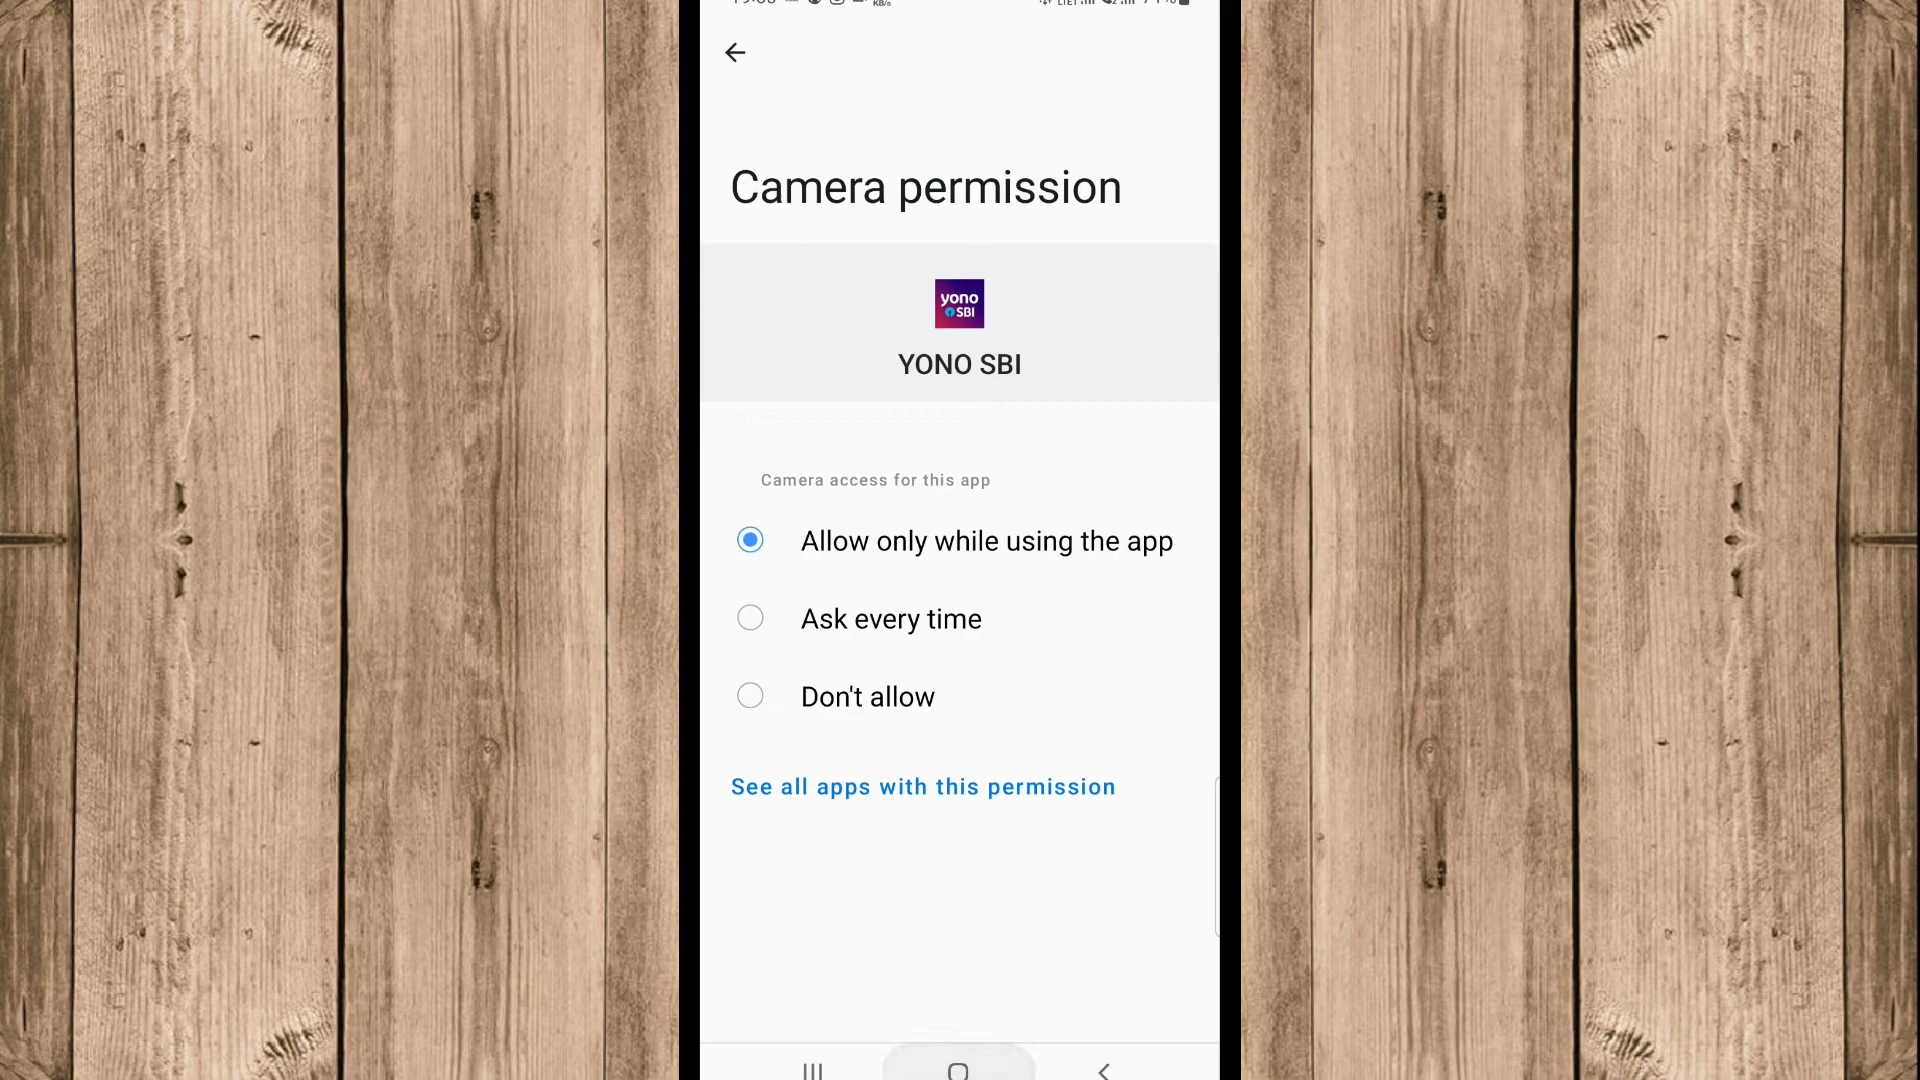 KB/s
Camera permission
yono
SBI
YONO SBI
Camera access for this app
Allow only while using the app
Ask every time
Don't allow
See all apps with this permission